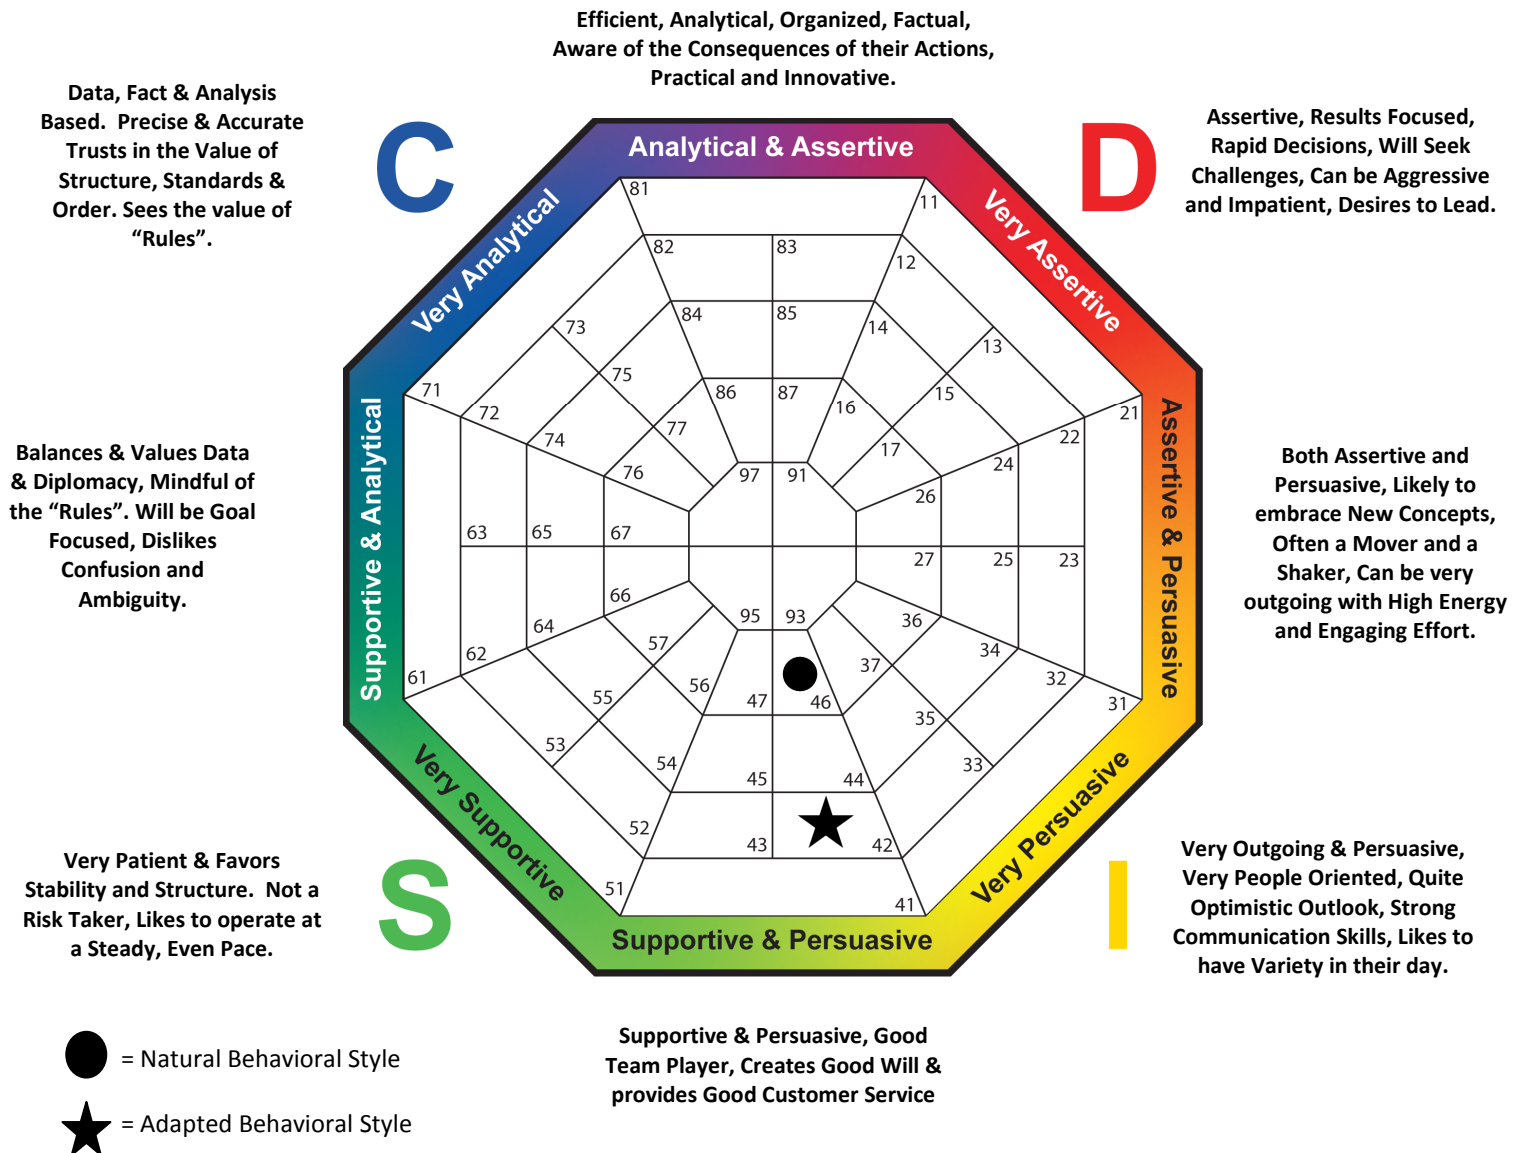 Efficient, Analytical, Organized, Factual,
Aware of the Consequences of their Actions,
Practical and Innovative.
Data, Fact & Analysis
Based.  Precise & Accurate
Trusts in the Value of
Structure, Standards &
Order. Sees the value of
“Rules”.
C
D
Assertive, Results Focused,
Rapid Decisions, Will Seek
Challenges, Can be Aggressive
and Impatient, Desires to Lead.
Analytical & Assertive
Very Analytical
Very Assertive
81
11
82
83
12
73
84
85
14
13
75
71
72
86
87
16
15
21
77
22
74
17
24
76
97
91
26
63
65
67
27
25
23
66
64
95
93
36
62
57
37
34
61
56
47
46
32
31
55
35
53
54
45
44
33
52
43
42
51
41
Supportive & Analytical
Assertive & Persuasive
Balances & Values Data
& Diplomacy, Mindful of
the “Rules”. Will be Goal
Focused, Dislikes
Confusion and
Ambiguity.
Both Assertive and
Persuasive, Likely to
embrace New Concepts,
Often a Mover and a
Shaker, Can be very
outgoing with High Energy
and Engaging Effort.
Very Supportive
Very Persuasive
Supportive & Persuasive
Very Patient & Favors
Stability and Structure.  Not a
Risk Taker, Likes to operate at
a Steady, Even Pace.
S
I
Very Outgoing & Persuasive,
Very People Oriented, Quite
Optimistic Outlook, Strong
Communication Skills, Likes to
have Variety in their day.
Supportive & Persuasive, Good
Team Player, Creates Good Will &
provides Good Customer Service
= Natural Behavioral Style
= Adapted Behavioral Style